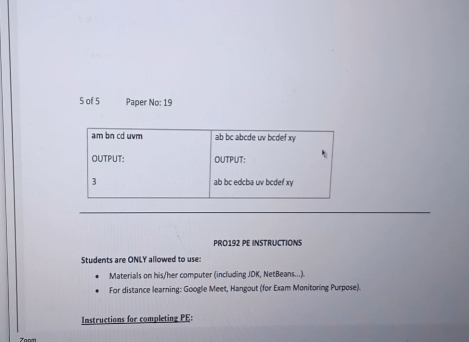 5 of 5 Paper No: 19
am bn cd uvm ab bc abcde uv bcdef xy
OUTPUT: OUTPUT:
3 ab bc edcba uv bcdef xy
PRO192 PE INSTRUCTIONS
Students are ONLY allowed to use:
• Materials on his/her computer (including JDK, NetBeans...).
• For distance learning: Google Meet, Hangout (for Exam Monitoring Purpose).
Instructions for completing PE:
Zoom